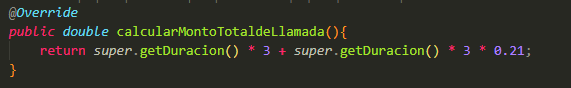 @Override
public double calcularMontoTotaldeLlamada(){
return super.getDuracion() * 3 + super.getDuracion() * 3 * 0.21;
}